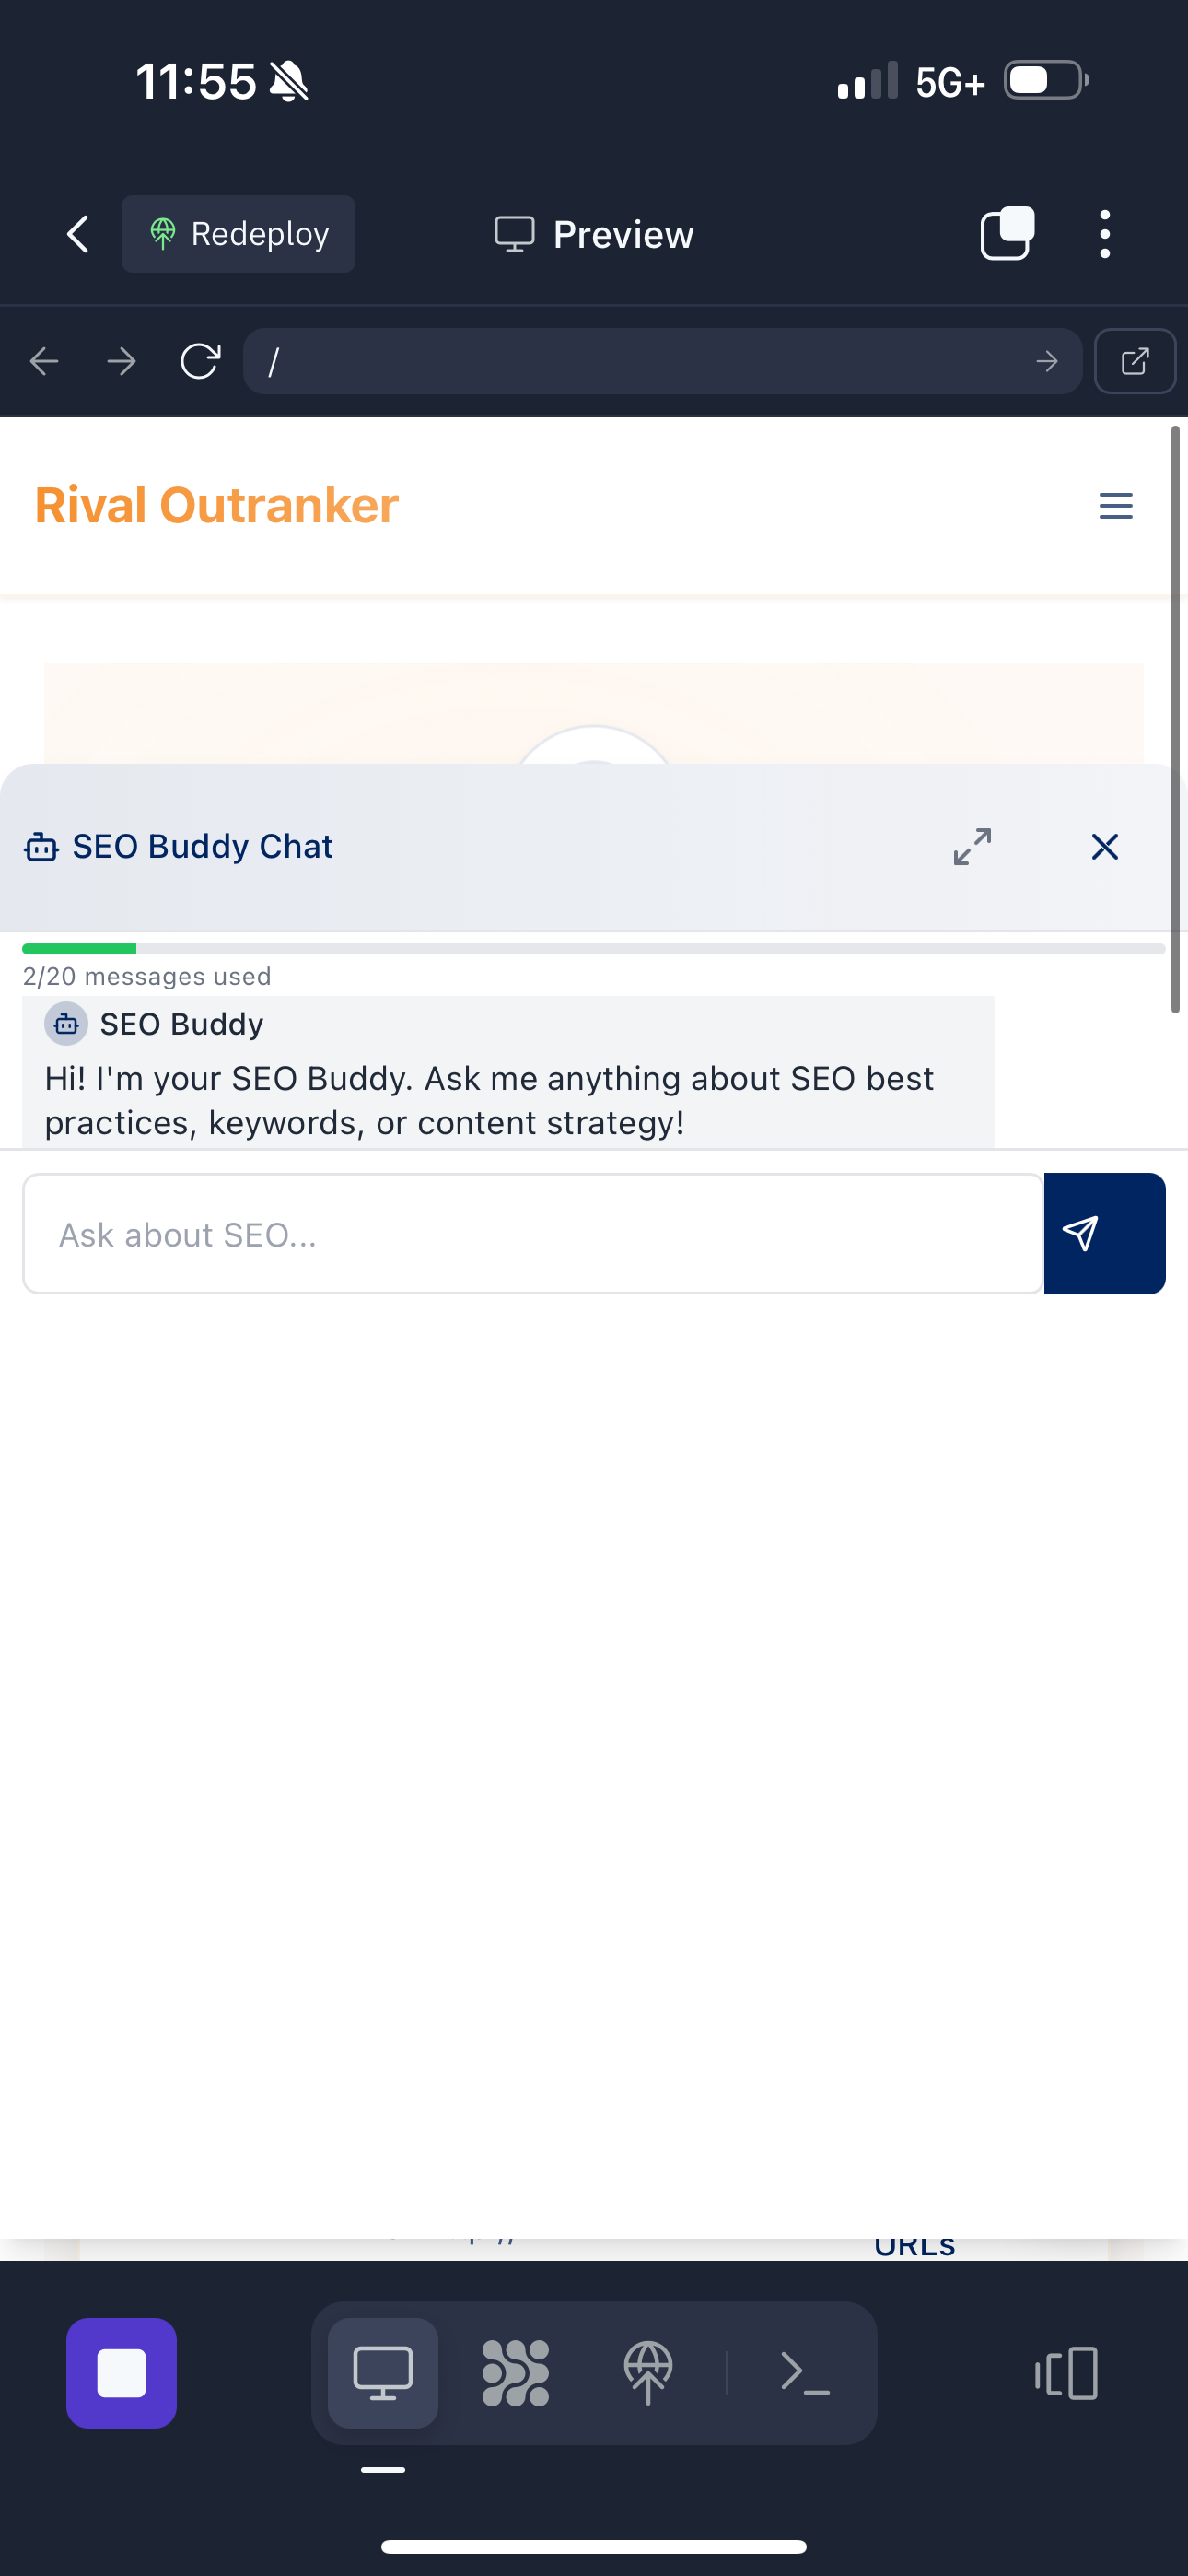 11:55
5G+
Redeploy
Preview
/
Rival Outranker
SEO Buddy Chat
2/20 messages used
SEO Buddy
Hi! I'm your SEO Buddy. Ask me anything about SEO best
practices, keywords, or content strategy!
Ask about SEO...
URLs